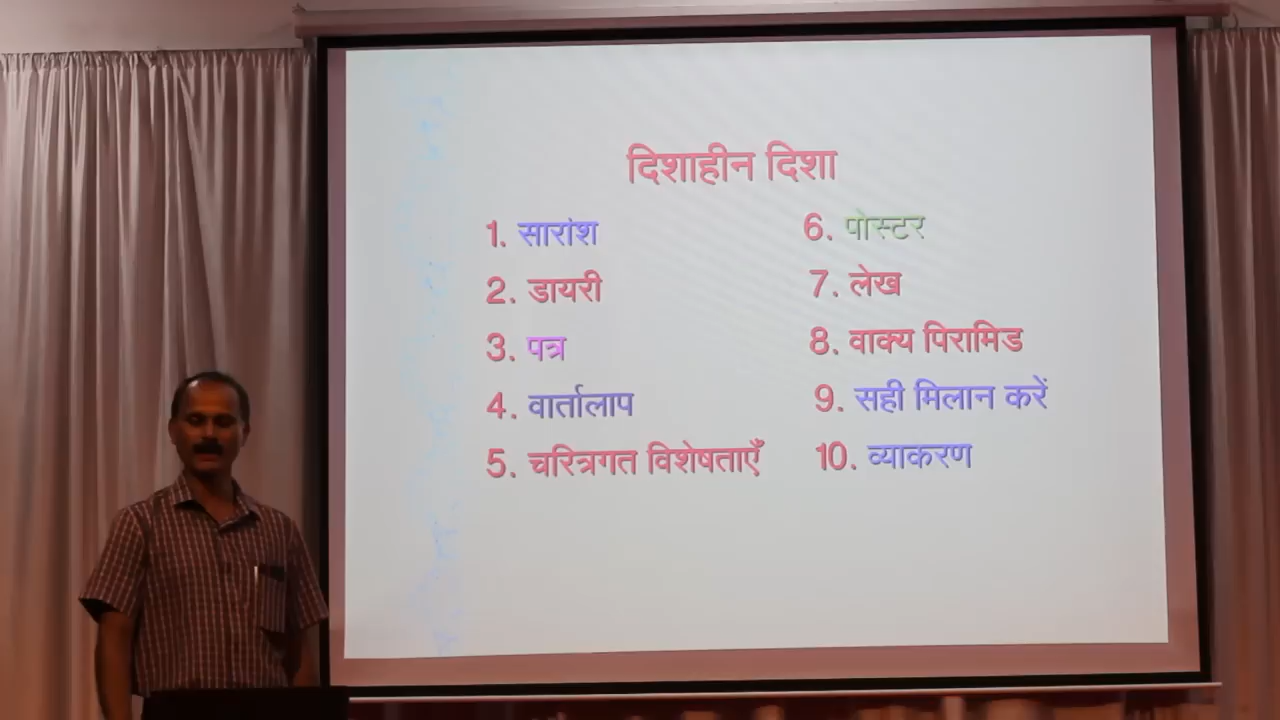 दिशाहीन दिशा
1. सारांश
2. डायरी
3. पत्र
4. वार्तालाप
5. चरित्रगत विशेषताएँ
6. पोस्टर
7. लेख
8. वाक्य पिरामिड
9. सही मिलान करें
10. व्याकरण